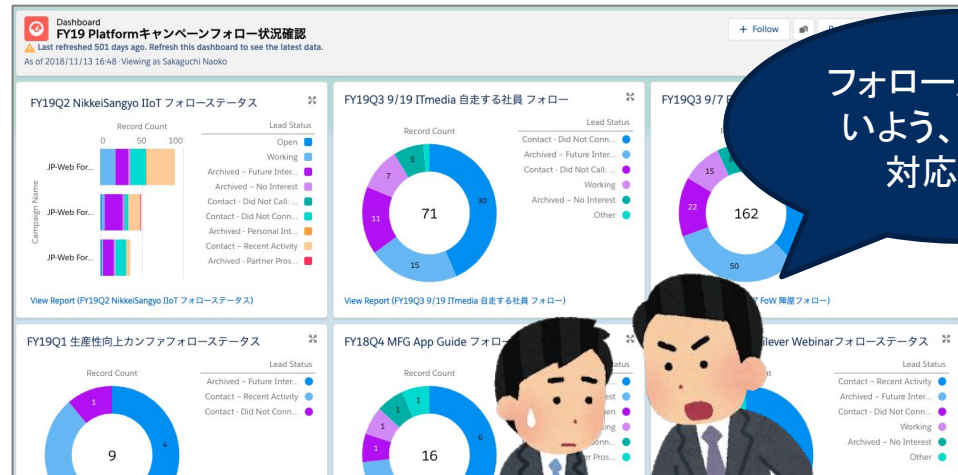 Dashboard
FY19 Platformキャンペーンフォロー状況確認
Last refreshed 501 days ago. Refresh this dashboard to see the latest data.
As of 2018/11/13 16:48 · Viewing as Sakaguchi Naoko
+ Follow
フォロー
いよう、
対応
FY19Q2 NikkeiSangyo IIoT フォローステータス
Record Count
0 50 100
Campaign Name
JP-Web For...
JP-Web For...
JP-Web For...
Lead Status
Open
Working
Archived – Future Inter...
Archived – No Interest
Contact - Did Not Call: ...
Contact - Did Not Conn...
Archived - Personal Int...
Contact – Recent Activity
Archived - Partner Pros...
View Report (FY19Q2 NikkeiSangyo IIoT フォローステータス)
FY19Q3 9/19 ITmedia 自走する社員 フォロー
Record Count
5
7
30
11
71
15
Lead Status
Contact - Did Not Conn...
Archived – Future Inter...
Contact - Did Not Call: ...
Working
Archived – No Interest
Other
View Report (FY19Q3 9/19 ITmedia 自走する社員 フォロー)
FY19Q3 9/7
15
22
162
50
FoW 陣屋フォロー)
FY19Q1 生産性向上カンファフォローステータス
Record Count
1
4
9
Lead Status
Archived – Future Inter...
Contact – Recent Activity
Contact - Did Not Conn...
FY18Q4 MFG App Guide フォロー
Record Count
1
1
1
1
6
16
Pros...
Webinarフォローステータス
Lead Status
Contact – Recent Activity
Archived – Future Inter...
Contact - Did Not Conn...
Working
Archived – No Interest
Other